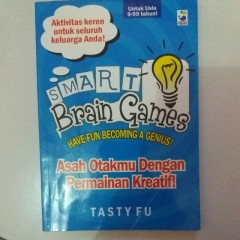 Aktivitas keren
untuk seluruh
keluarga Anda!
Untuk Usia
9-99 tahun!
SMART
Brain Games
HAVE FUN BECOMING A GENIUS!
Asah Otakmu Dengan
Permainan Kreatif!
TASTY FU